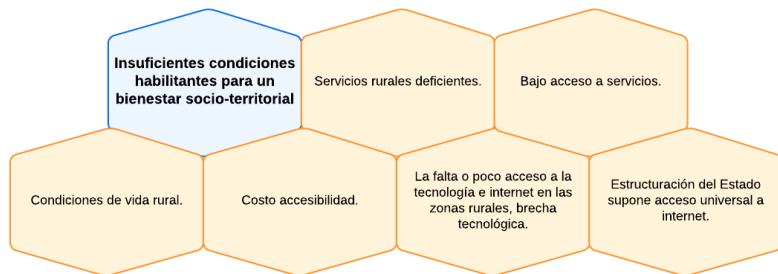 Insuficientes condiciones
habilitantes para un
bienestar socio-territorial
Servicios rurales deficientes.
Bajo acceso a servicios.
Condiciones de vida rural.
Costo accesibilidad.
La falta o poco acceso a la
tecnología e internet en las
zonas rurales, brecha
tecnológica.
Estructuración del Estado
supone acceso universal a
internet.